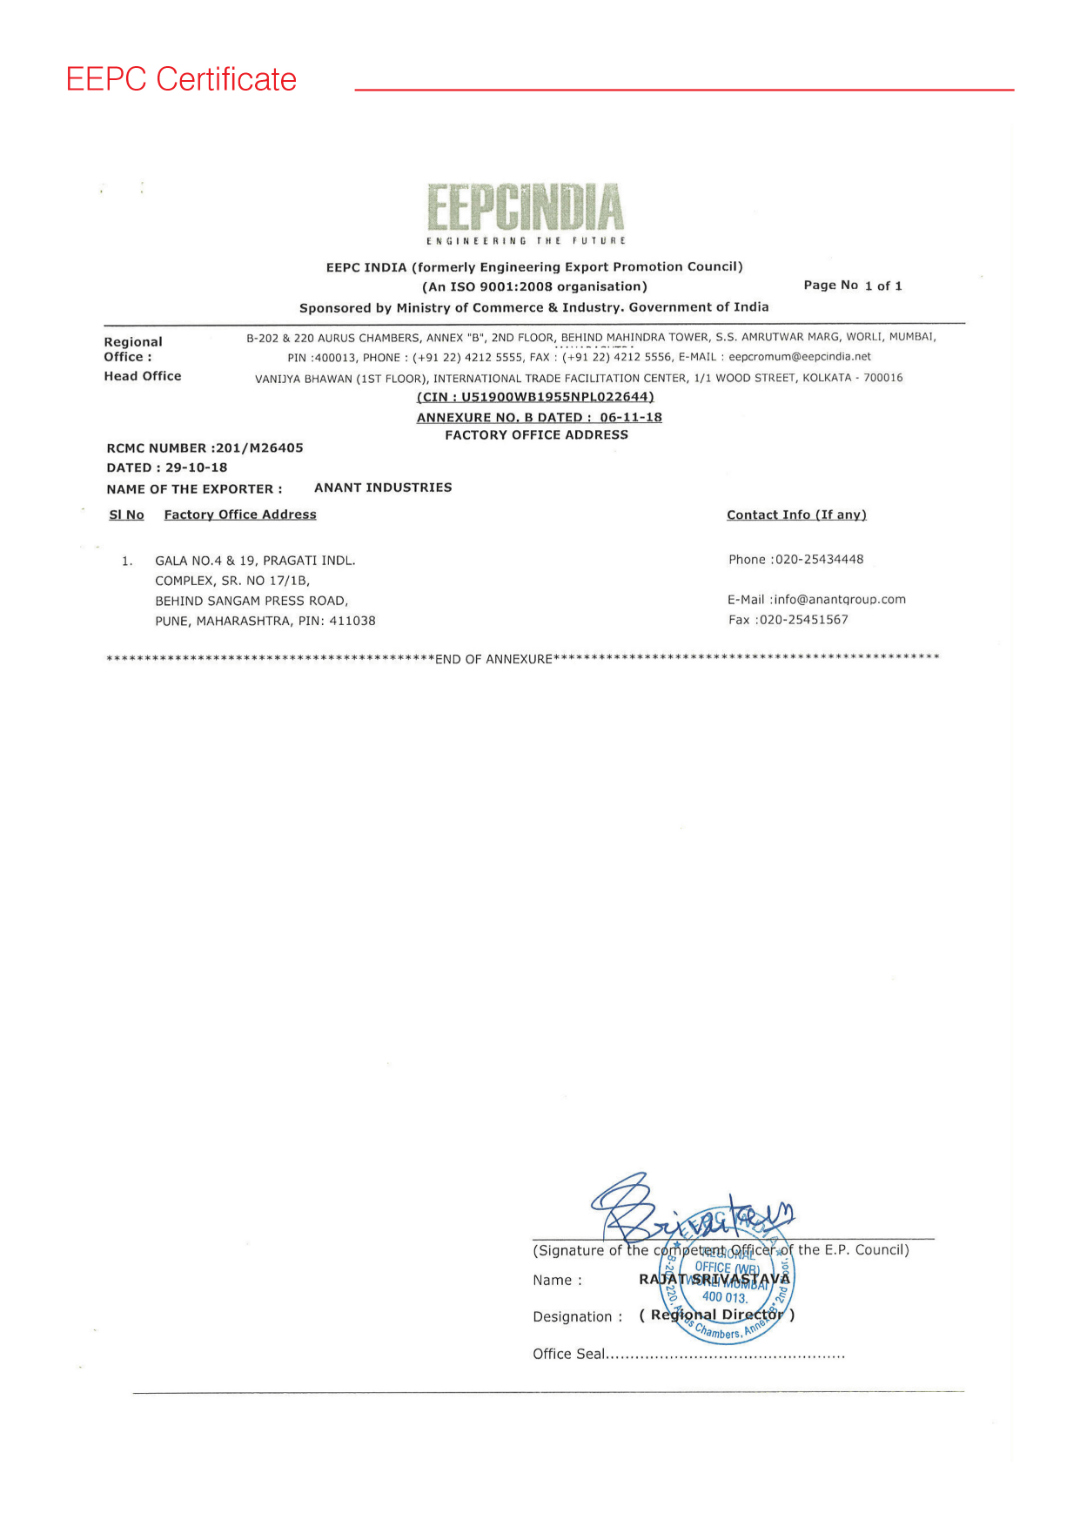 EEPC Certificate
EEPCINDIA
ENGINEERING THE FUTURE
EEPC INDIA (formerly Engineering Export Promotion Council)
(An ISO 9001:2008 organisation)
Page No 1 of 1
Sponsored by Ministry of Commerce & Industry. Government of India
Regional Office : B-202 & 220 AURUS CHAMBERS, ANNEX "B", 2ND FLOOR, BEHIND MAHINDRA TOWER, S.S. AMRUTWAR MARG, WORLI, MUMBAI,
PIN :400013, PHONE : (+91 22) 4212 5555, FAX : (+91 22) 4212 5556, E-MAIL : eepcromum@eepcindia.net
Head Office VANIJYA BHAWAN (1ST FLOOR), INTERNATIONAL TRADE FACILITATION CENTER, 1/1 WOOD STREET, KOLKATA - 700016
(CIN : U51900WB1955NPL022644)
ANNEXURE NO. B DATED : 06-11-18
FACTORY OFFICE ADDRESS
RCMC NUMBER :201/M26405
DATED : 29-10-18
NAME OF THE EXPORTER : ANANT INDUSTRIES
Sl No Factory Office Address Contact Info (If any)
1. GALA NO.4 & 19, PRAGATI INDL. Phone :020-25434448
COMPLEX, SR. NO 17/1B,
BEHIND SANGAM PRESS ROAD, E-Mail :info@anantgroup.com
PUNE, MAHARASHTRA, PIN: 411038 Fax :020-25451567
*******************************************END OF ANNEXURE***************************************************
(Signature of the competent Officer of the E.P. Council)
Name : RAJAT SRIVASTAVA
Designation : ( Regional Director )
Office Seal.................................................
EEPC INDIA
REGIONAL
OFFICE (WB)
WORLI MUMBAI
400 013.